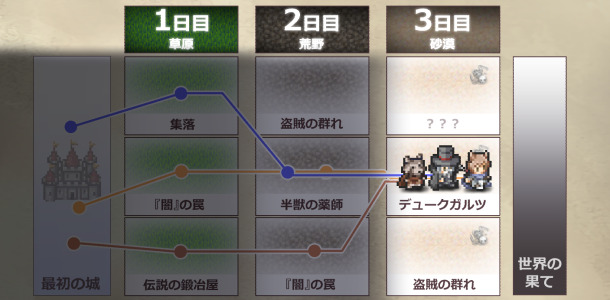 1日目
草原
2日目
荒野
3日目
砂漠
集落
盗賊の群れ
？？？
『闇』の罠
半獣の薬師
デュークガルツ
最初の城
伝説の鍛冶屋
『闇』の罠
盗賊の群れ
世界の
果て